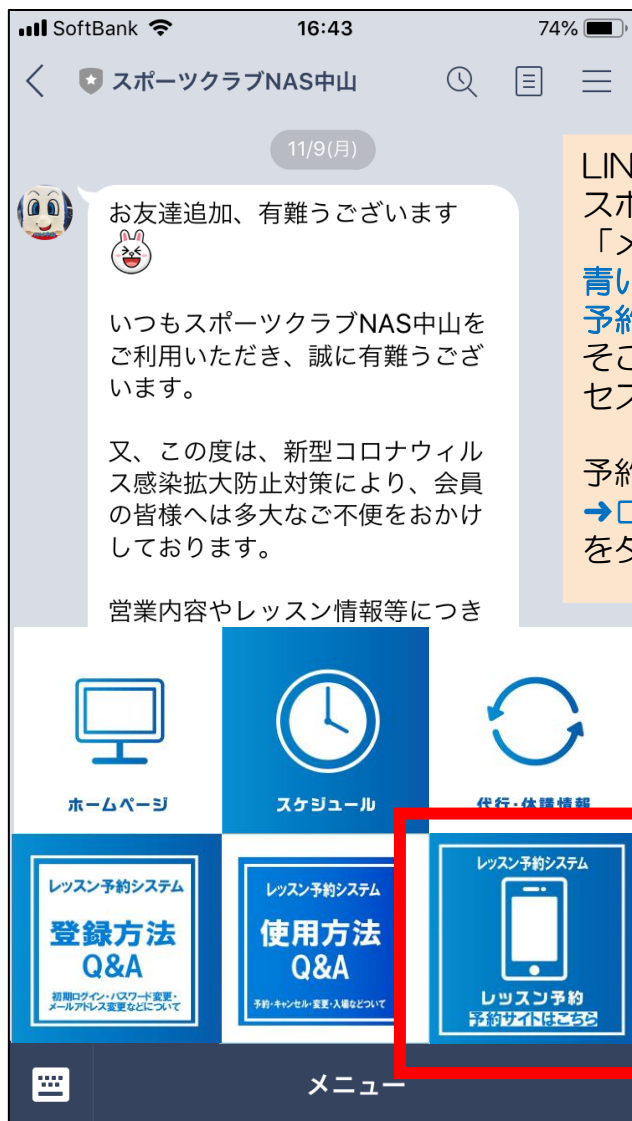 SoftBank 16:43 74%
スポーツクラブNAS中山
11/9(月)
お友達追加、有難うございます
いつもスポーツクラブNAS中山を
ご利用いただき、誠に有難うござ
います。
又、この度は、新型コロナウィル
ス感染拡大防止対策により、会員
の皆様へは多大なご不便をおかけ
しております。
営業内容やレッスン情報等につき
LIN
スポ
「メ
青い
予約
そこ
セス
予約
➜ロ
をタ
ホームページ
スケジュール
代行・休講情報
レッスン予約システム
登録方法
Q&A
初期ログイン・パスワード変更・
メールアドレス変更などについて
レッスン予約システム
使用方法
Q&A
予約・キャンセル・変更・入場などついて
レッスン予約システム
レッスン予約
予約サイトはこちら
メニュー